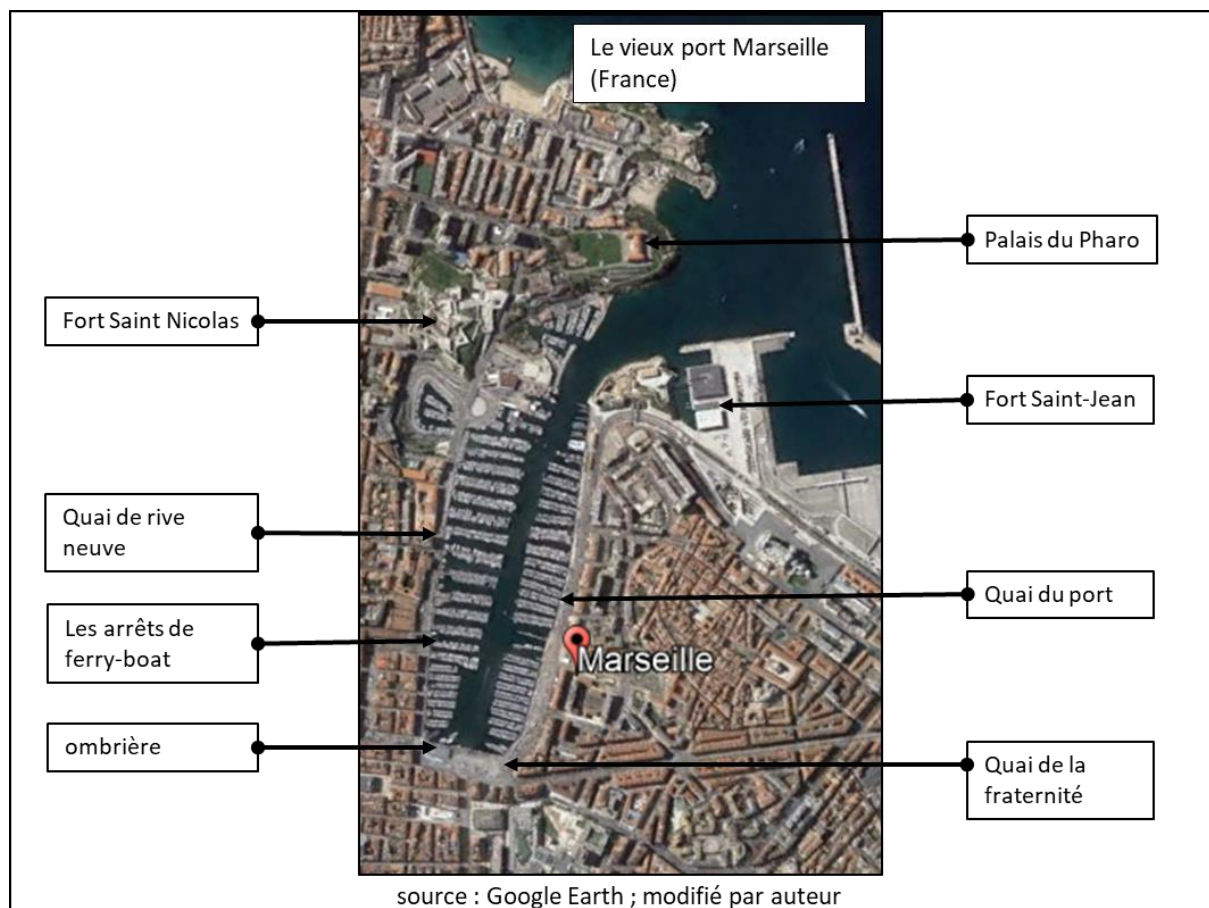 Le vieux port Marseille
(France)
Palais du Pharo
Fort Saint Nicolas
Fort Saint-Jean
Quai de rive
neuve
Quai du port
Les arrêts de
ferry-boat
Marseille
ombrière
Quai de la
fraternité
source : Google Earth ; modifié par auteur